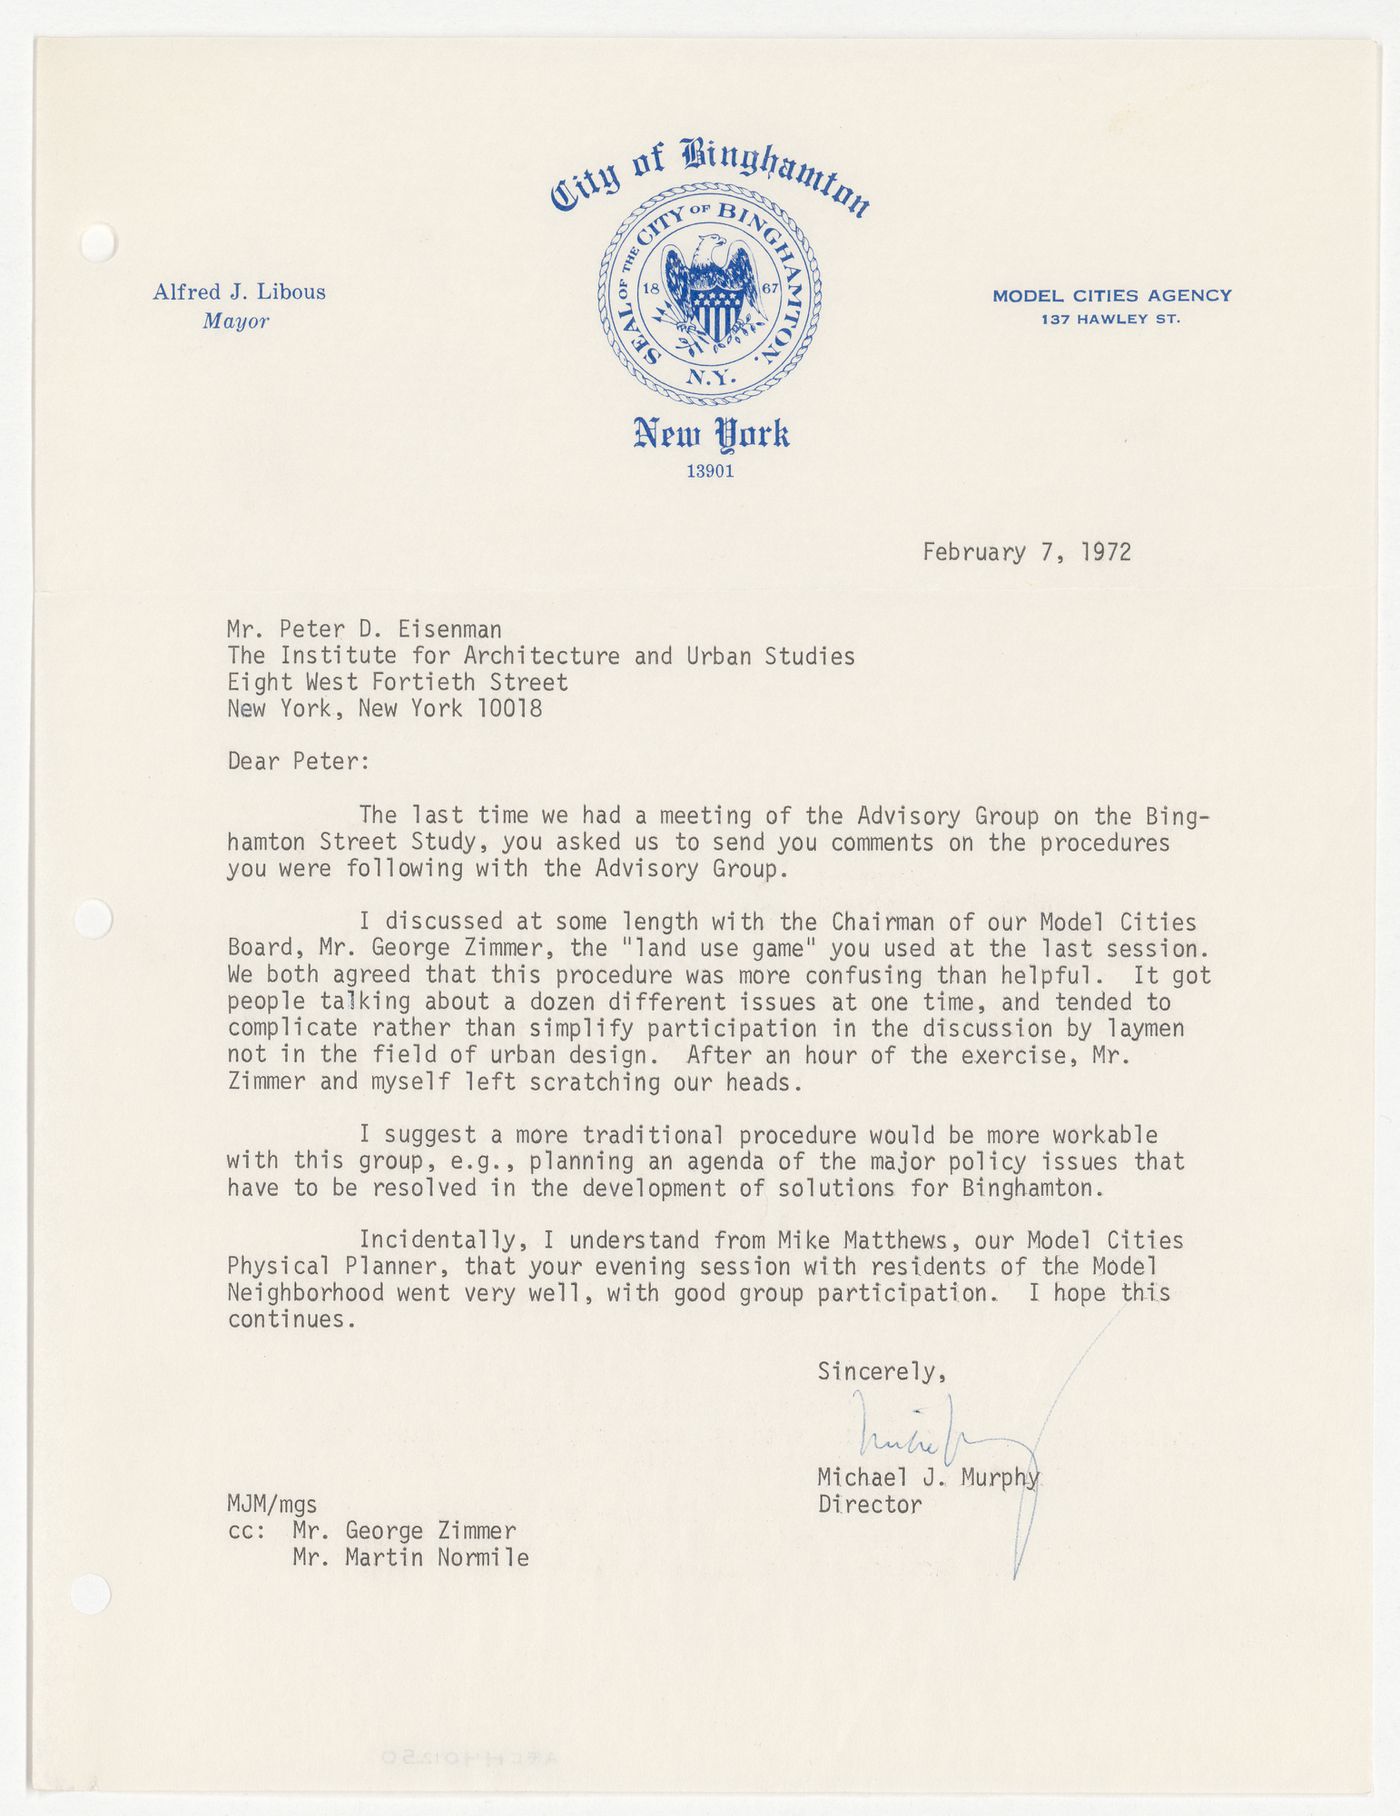 City of Binghamton
SEAL OF THE CITY OF BINGHAMTON.
18 67
N.Y.
Alfred J. Libous
Mayor
MODEL CITIES AGENCY
137 HAWLEY ST.
New York
13901
February 7, 1972
Mr. Peter D. Eisenman
The Institute for Architecture and Urban Studies
Eight West Fortieth Street
New York, New York 10018
Dear Peter:
The last time we had a meeting of the Advisory Group on the Bing-
hamton Street Study, you asked us to send you comments on the procedures
you were following with the Advisory Group.
I discussed at some length with the Chairman of our Model Cities
Board, Mr. George Zimmer, the "land use game" you used at the last session.
We both agreed that this procedure was more confusing than helpful.  It got
people talking about a dozen different issues at one time, and tended to
complicate rather than simplify participation in the discussion by laymen
not in the field of urban design.  After an hour of the exercise, Mr.
Zimmer and myself left scratching our heads.
I suggest a more traditional procedure would be more workable
with this group, e.g., planning an agenda of the major policy issues that
have to be resolved in the development of solutions for Binghamton.
Incidentally, I understand from Mike Matthews, our Model Cities
Physical Planner, that your evening session with residents of the Model
Neighborhood went very well, with good group participation.  I hope this
continues.
Sincerely,
Mike Murphy
Michael J. Murphy
Director
MJM/mgs
cc:  Mr. George Zimmer
Mr. Martin Normile